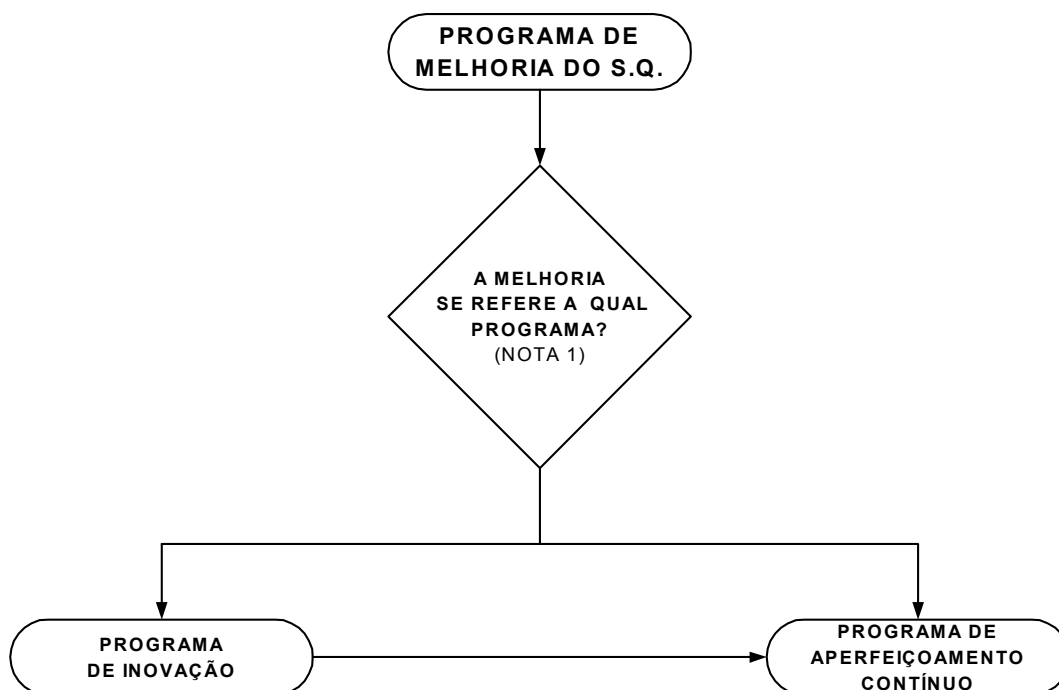 PROGRAMA DE
MELHORIA DO S.Q.
A MELHORIA
SE REFERE A QUAL
PROGRAMA?
(NOTA 1)
PROGRAMA
DE INOVAÇÃO
PROGRAMA DE
APERFEIÇOAMENTO
CONTÍNUO